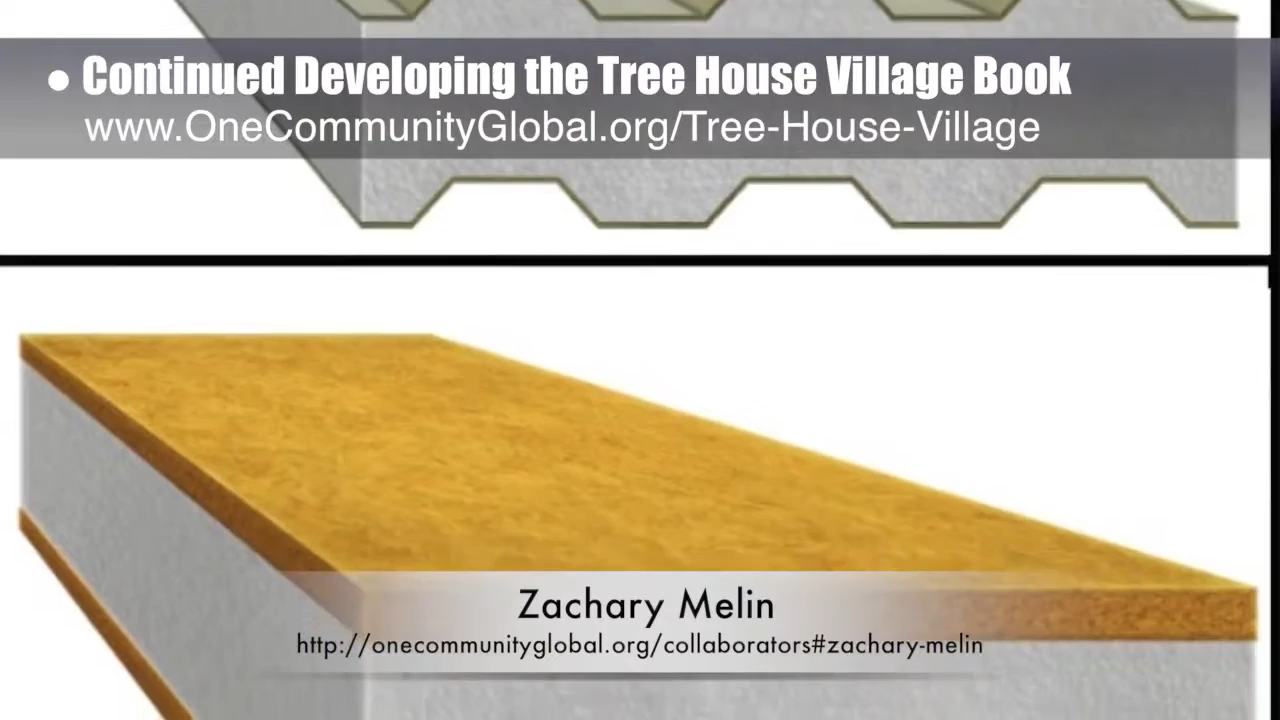 • Continued Developing the Tree House Village Book
www.OneCommunityGlobal.org/Tree-House-Village
Zachary Melin
http://onecommunityglobal.org/collaborators#zachary-melin